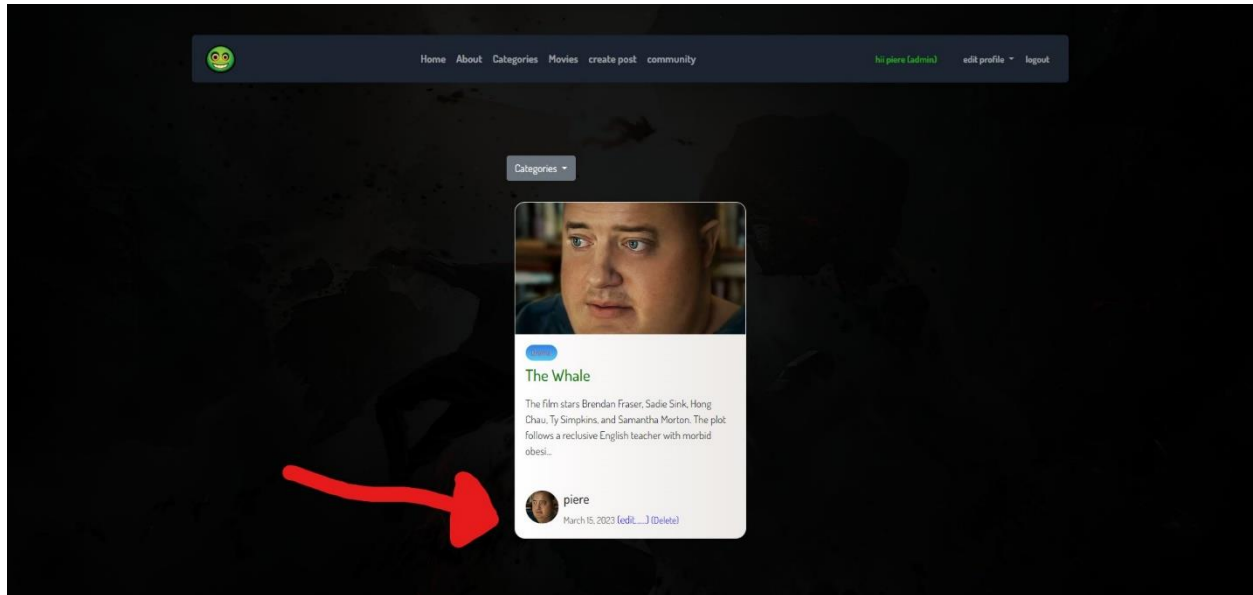 Home About Categories Movies create post community hii piere (admin) edit profile logout
Categories
The Whale
The film stars Brendan Fraser, Sadie Sink, Hong
Chau, Ty Simpkins, and Samantha Morton. The plot
follows a reclusive English teacher with morbid
obesi...
piere
March 15, 2023 (edit.....) (Delete)